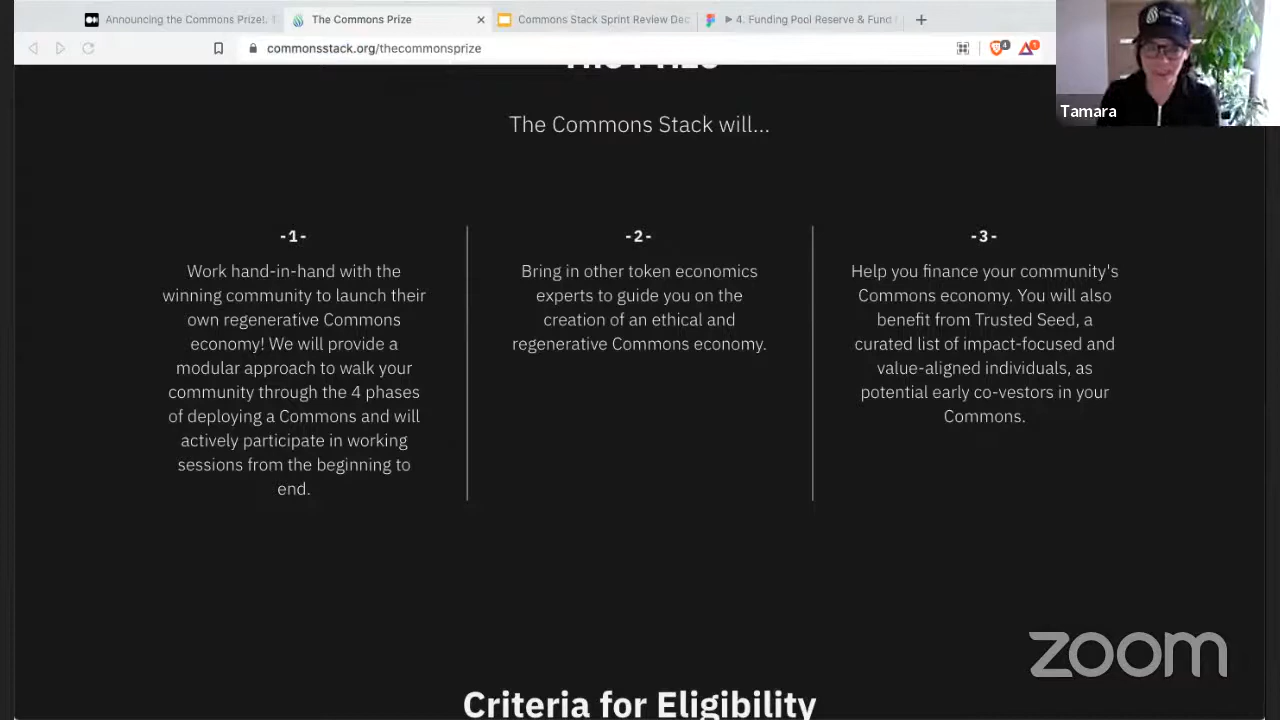 Announcing the Commons Prize!.
The Commons Prize
Commons Stack Sprint Review Dec
4. Funding Pool Reserve & Fund
commonsstack.org/thecommonsprize
4
1
Tamara
The Commons Stack will...
-1-
Work hand-in-hand with the
winning community to launch their
own regenerative Commons
economy! We will provide a
modular approach to walk your
community through the 4 phases
of deploying a Commons and will
actively participate in working
sessions from the beginning to
end.
-2-
Bring in other token economics
experts to guide you on the
creation of an ethical and
regenerative Commons economy.
-3-
Help you finance your community's
Commons economy. You will also
benefit from Trusted Seed, a
curated list of impact-focused and
value-aligned individuals, as
potential early co-vestors in your
Commons.
zoom
Criteria for Eligibility